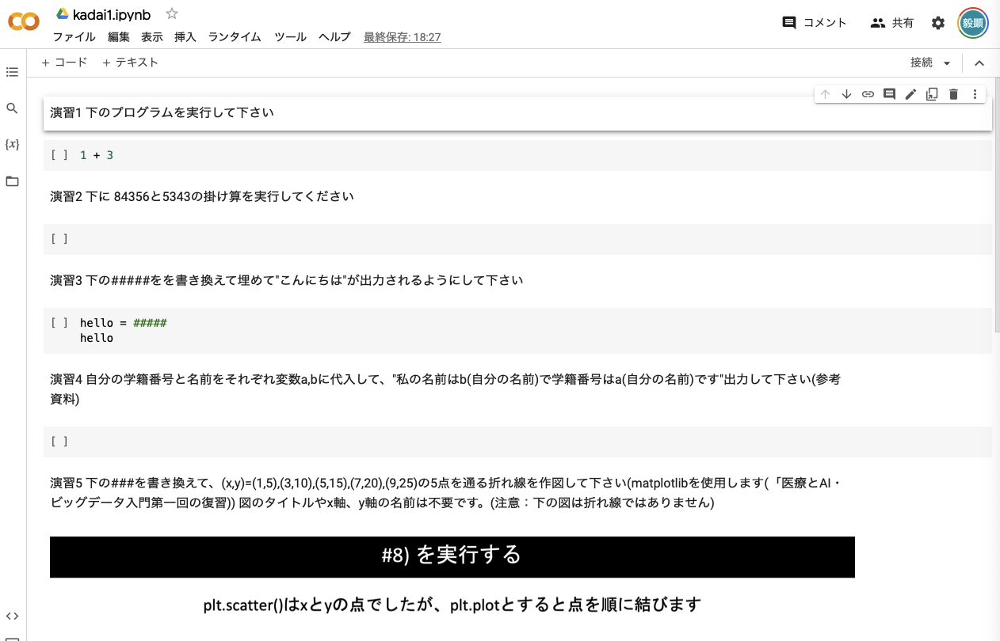 kadai1.ipynb
コメント 共有 毅顕
ファイル 編集 表示 挿入 ランタイム ツール ヘルプ 最終保存: 18:27
+ コード + テキスト 接続
演習1 下のプログラムを実行して下さい
{x}
[ ] 1 + 3
演習2 下に 84356と5343の掛け算を実行してください
[ ]
演習3 下の#####をを書き換えて埋めて"こんにちは"が出力されるようにして下さい
[ ] hello = #####
hello
演習4 自分の学籍番号と名前をそれぞれ変数a,bに代入して、"私の名前はb(自分の名前)で学籍番号はa(自分の名前)です"出力して下さい(参考
資料)
[ ]
演習5 下の###を書き換えて、(x,y)=(1,5),(3,10),(5,15),(7,20),(9,25)の5点を通る折れ線を作図して下さい(matplotlibを使用します(「医療とAI・
ビッグデータ入門第一回の復習)) 図のタイトルやx軸、y軸の名前は不要です。(注意：下の図は折れ線ではありません)
#8) を実行する
plt.scatter()はxとyの点でしたが、plt.plotとすると点を順に結びます